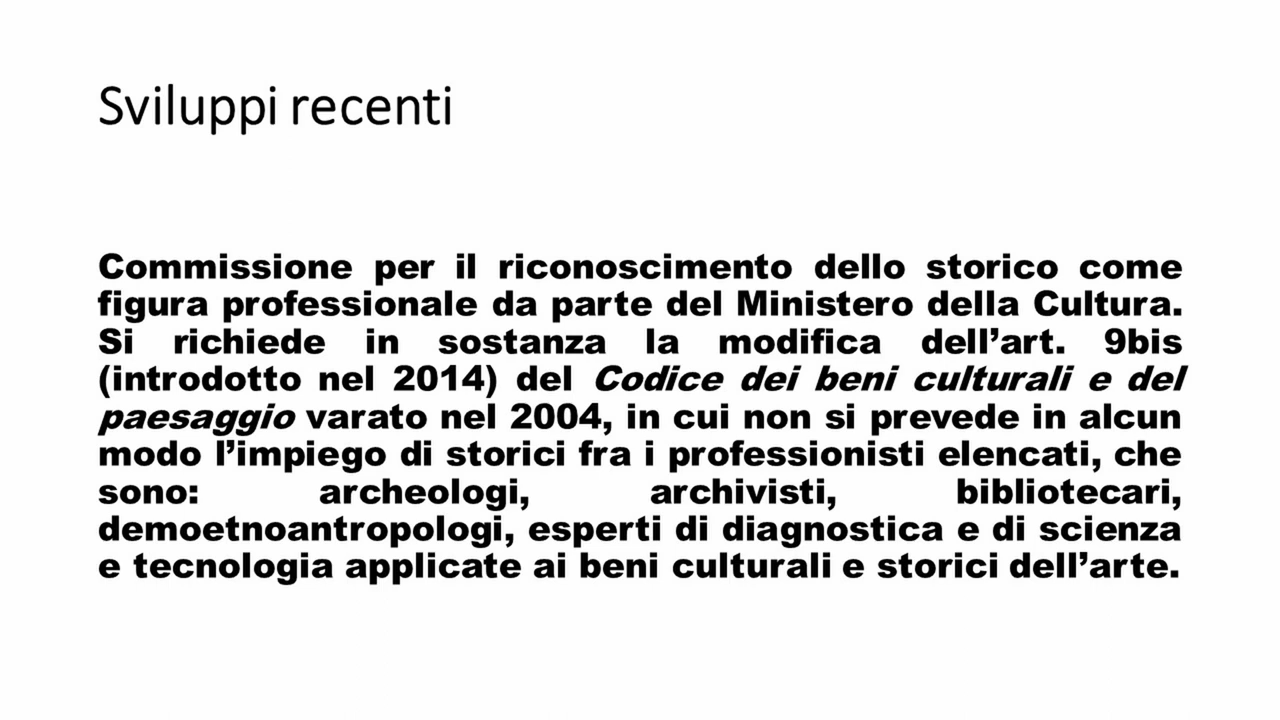 Sviluppi recenti
Commissione per il riconoscimento dello storico come
figura professionale da parte del Ministero della Cultura.
Si richiede in sostanza la modifica dell’art. 9bis
(introdotto nel 2014) del Codice dei beni culturali e del
paesaggio varato nel 2004, in cui non si prevede in alcun
modo l’impiego di storici fra i professionisti elencati, che
sono: archeologi, archivisti, bibliotecari,
demoetnoantropologi, esperti di diagnostica e di scienza
e tecnologia applicate ai beni culturali e storici dell’arte.